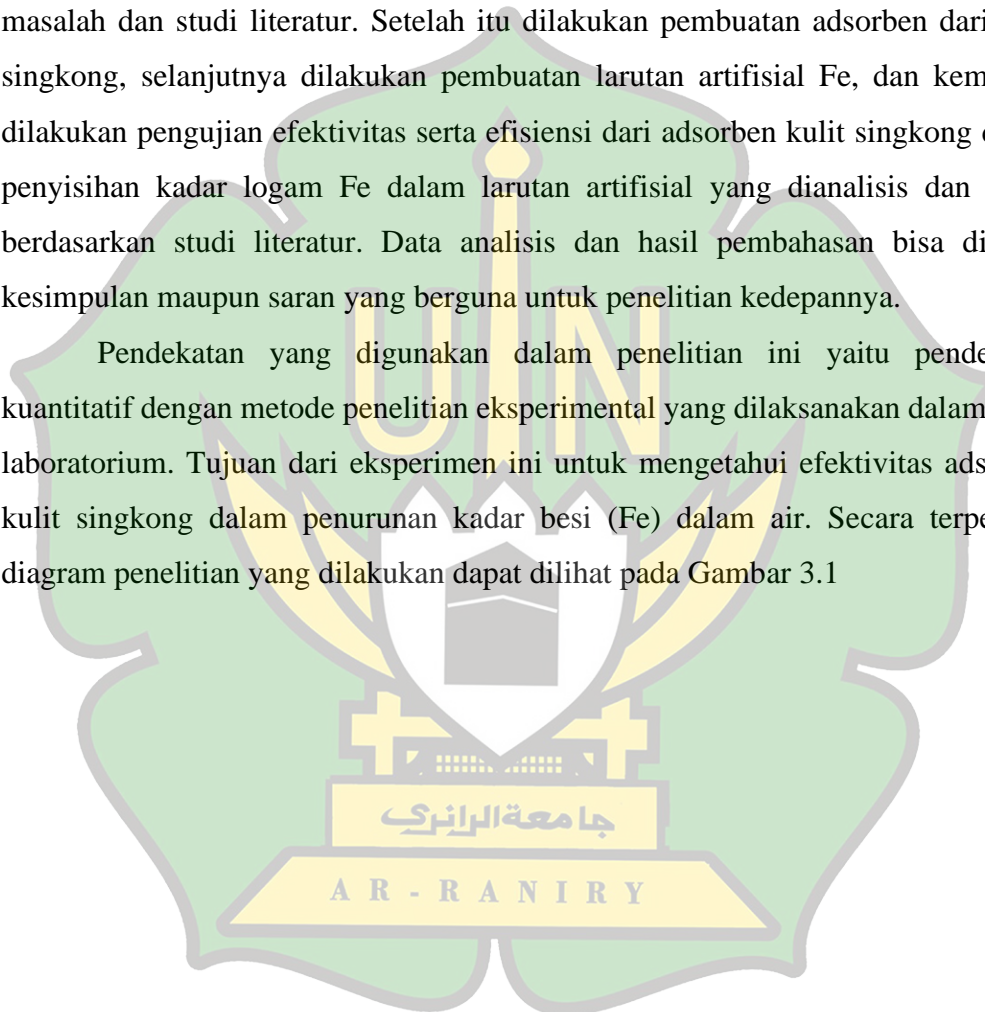 masalah dan studi literatur. Setelah itu dilakukan pembuatan adsorben dari
singkong, selanjutnya dilakukan pembuatan larutan artifisial Fe, dan kem
dilakukan pengujian efektivitas serta efisiensi dari adsorben kulit singkong
penyisihan kadar logam Fe dalam larutan artifisial yang dianalisis dan
berdasarkan studi literatur. Data analisis dan hasil pembahasan bisa di
kesimpulan maupun saran yang berguna untuk penelitian kedepannya.
Pendekatan yang digunakan dalam penelitian ini yaitu pende
kuantitatif dengan metode penelitian eksperimental yang dilaksanakan dalam
laboratorium. Tujuan dari eksperimen ini untuk mengetahui efektivitas ads
kulit singkong dalam penurunan kadar besi (Fe) dalam air. Secara terpe
diagram penelitian yang dilakukan dapat dilihat pada Gambar 3.1
UIN
جامعة الرانري
AR-RANIRY